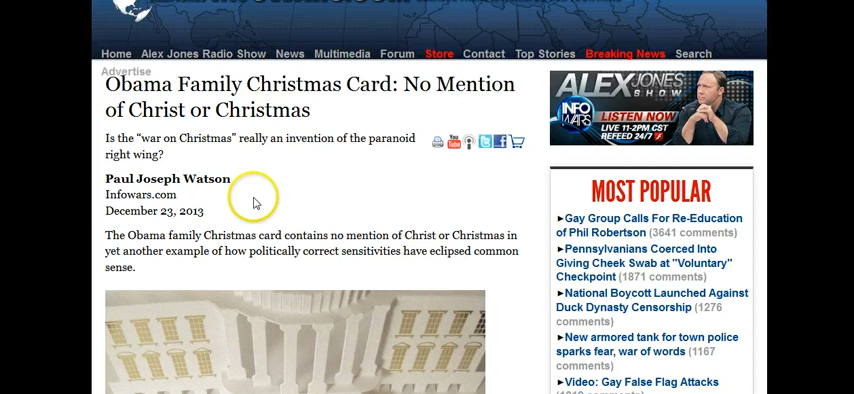 Home Alex Jones Radio Show News Multimedia Forum Store Contact Top Stories Breaking News Search
Advertise
Obama Family Christmas Card: No Mention
of Christ or Christmas
Is the “war on Christmas” really an invention of the paranoid
right wing?
You
Tube
Paul Joseph Watson
Infowars.com
December 23, 2013
The Obama family Christmas card contains no mention of Christ or Christmas in
yet another example of how politically correct sensitivities have eclipsed common
sense.
ALEX JONES
SHOW
INFO
WARS
LISTEN NOW
LIVE 11-2PM CST
REFEED 24/7
MOST POPULAR
►Gay Group Calls For Re-Education
of Phil Robertson (3641 comments)
►Pennsylvanians Coerced Into
Giving Cheek Swab at "Voluntary"
Checkpoint (1871 comments)
►National Boycott Launched Against
Duck Dynasty Censorship (1276
comments)
►New armored tank for town police
sparks fear, war of words (1167
comments)
►Video: Gay False Flag Attacks